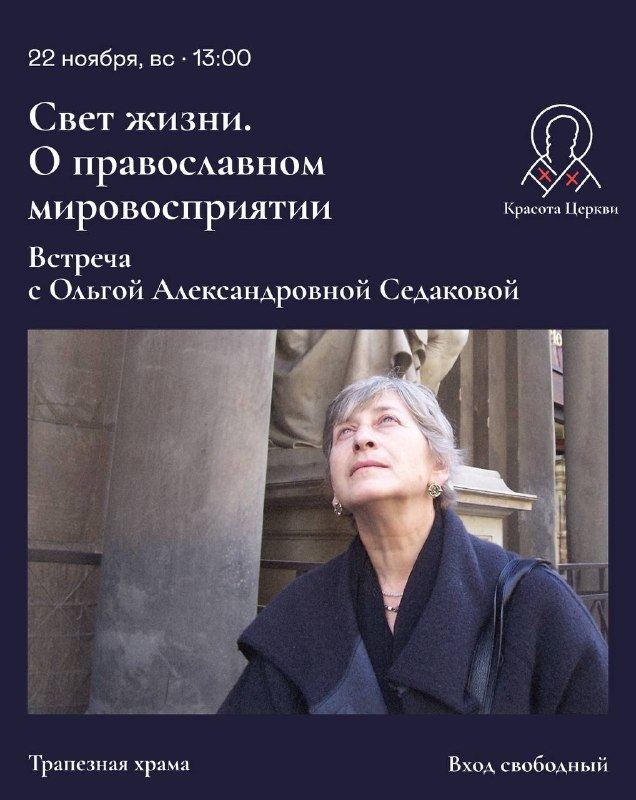 22 ноября, вс · 13:00
Свет жизни.
О православном
мировосприятии
Красота Церкви
Встреча
с Ольгой Александровной Седаковой
Трапезная храма
Вход свободный